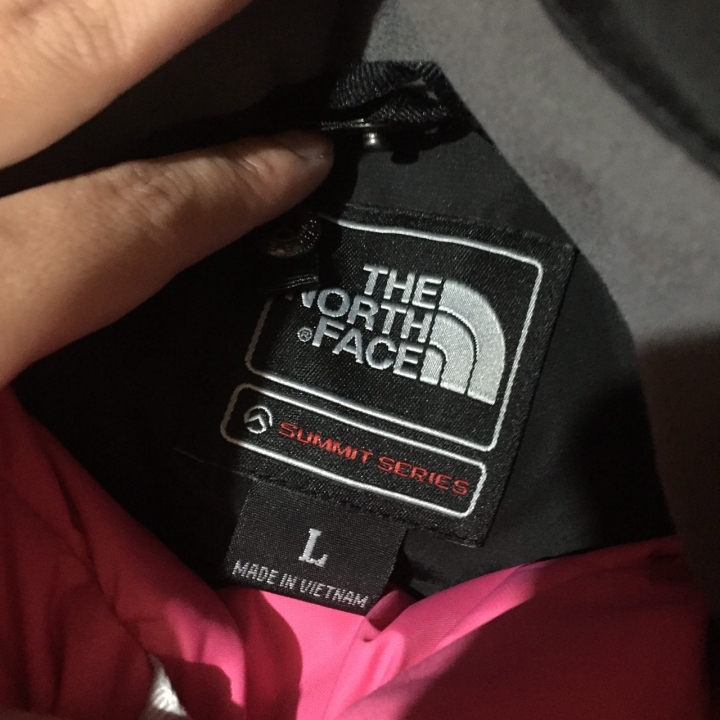 THE
NORTH
®FACE
SUMMIT SERIES
L
MADE IN VIETNAM